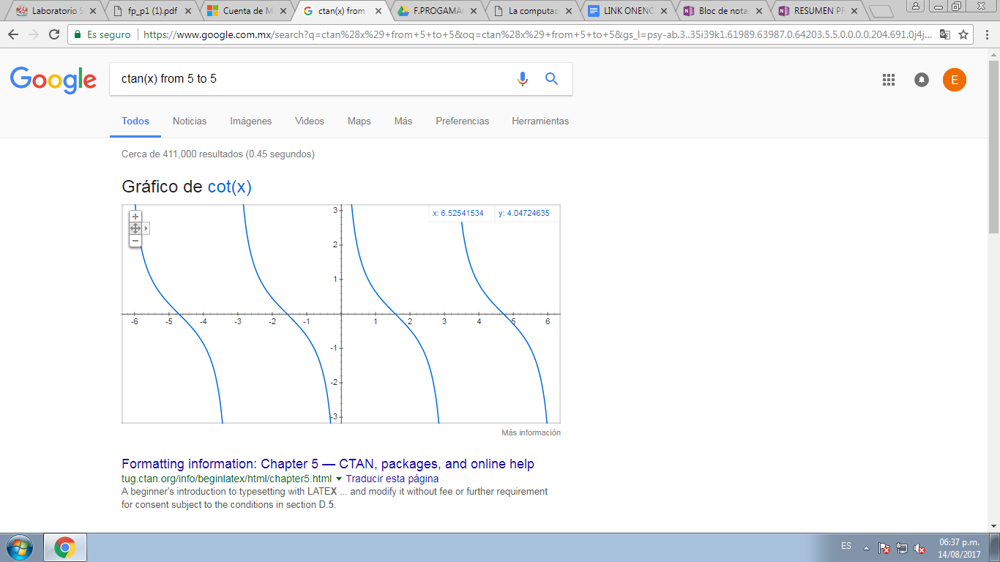 Laboratorio S
fp_p1 (1).pdf
Cuenta de M
ctan(x) from
F.PROGAMA
La computac
LINK ONENC
Bloc de nota
RESUMEN PF
Es seguro
https://www.google.com.mx/search?q=ctan%28x%29+from+5+to+5&oq=ctan%28x%29+from+5+to+5&gs_l=psy-ab.3..35i39k1.61989.63987.0.64203.5.5.0.0.0.0.204.691.0j4j...
Google
ctan(x) from 5 to 5
E
Todos
Noticias
Imágenes
Videos
Maps
Más
Preferencias
Herramientas
Cerca de 411,000 resultados (0.45 segundos)
Gráfico de cot(x)
x: 6.52541534
y: 4.04724635
3
2
1
-6 -5 -4 -3 -2 -1 1 2 3 4 5 6
-1
-2
-3
Más información
Formatting information: Chapter 5 — CTAN, packages, and online help
tug.ctan.org/info/beginlatex/html/chapter5.html Traducir esta página
A beginner's introduction to typesetting with LATEX ... and modify it without fee or further requirement
for consent subject to the conditions in section D.5.
ES
06:37 p.m.
14/08/2017